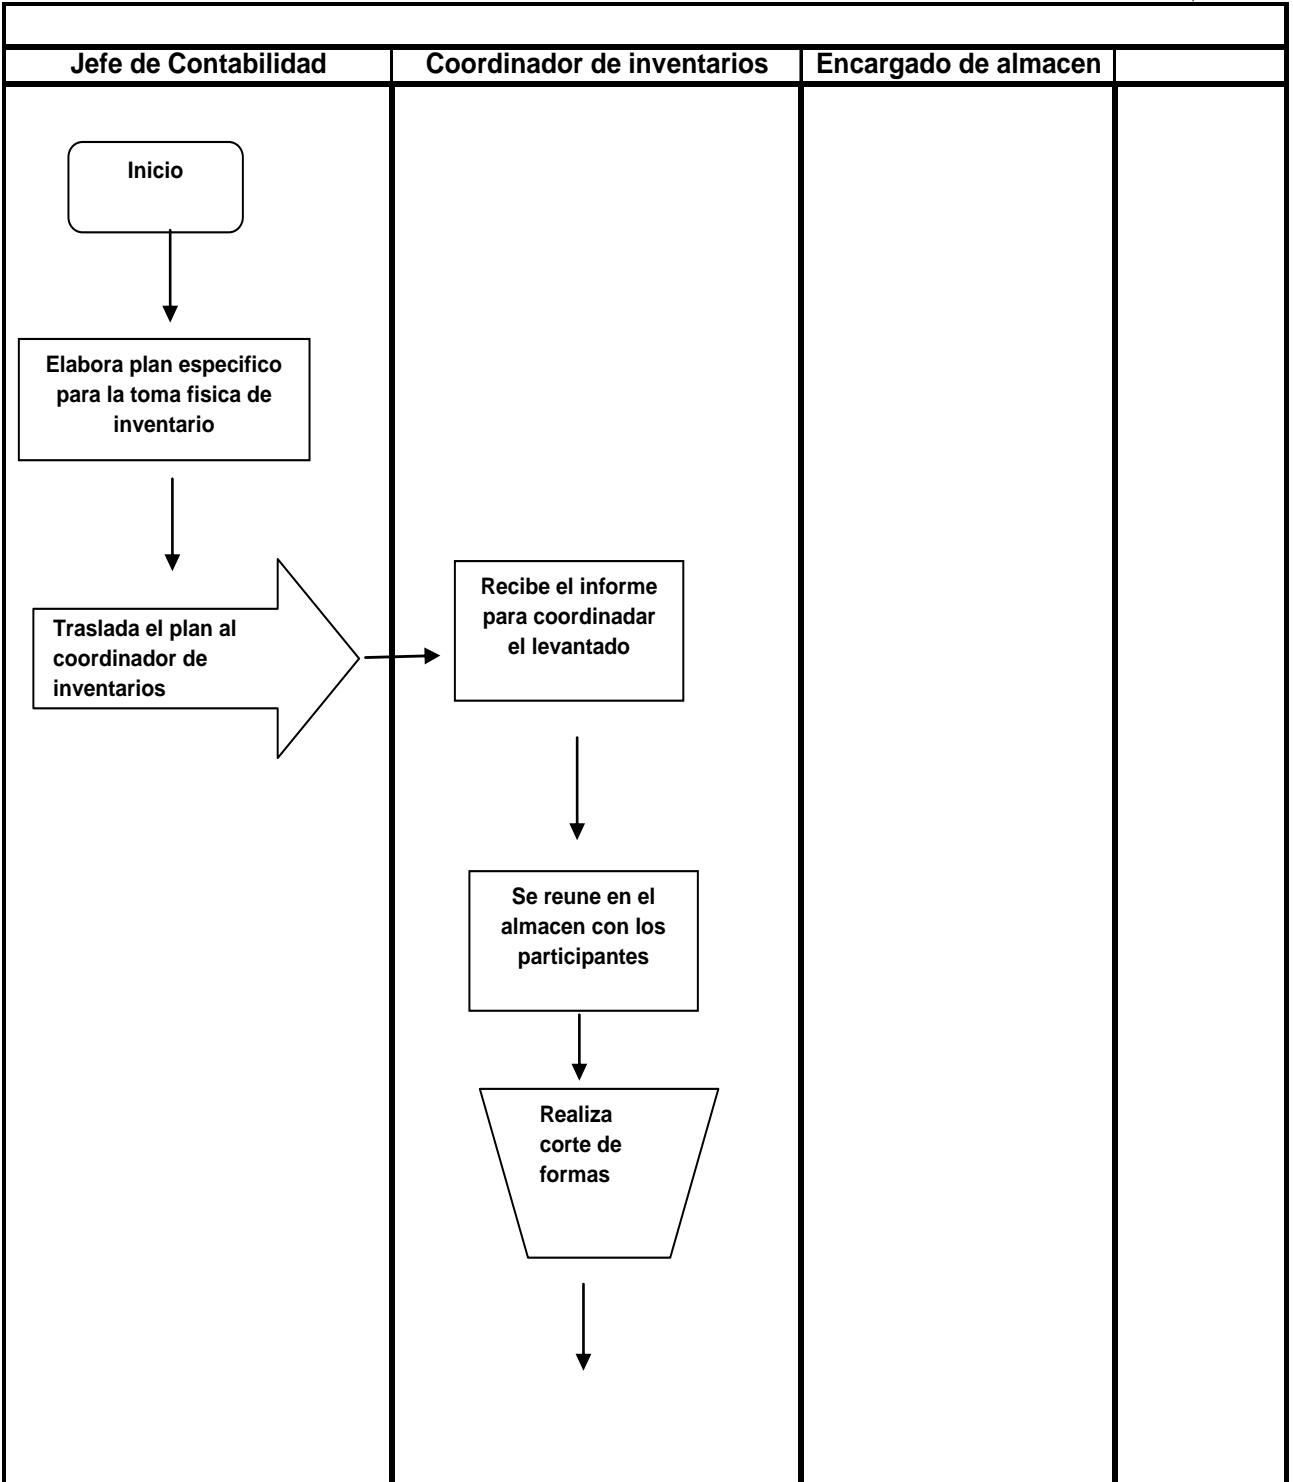 Jefe de Contabilidad
Coordinador de inventarios
Encargado de almacen
Inicio
Elabora plan especifico
para la toma fisica de
inventario
Traslada el plan al
coordinador de
inventarios
Recibe el informe
para coordinadar
el levantado
Se reune en el
almacen con los
participantes
Realiza
corte de
formas